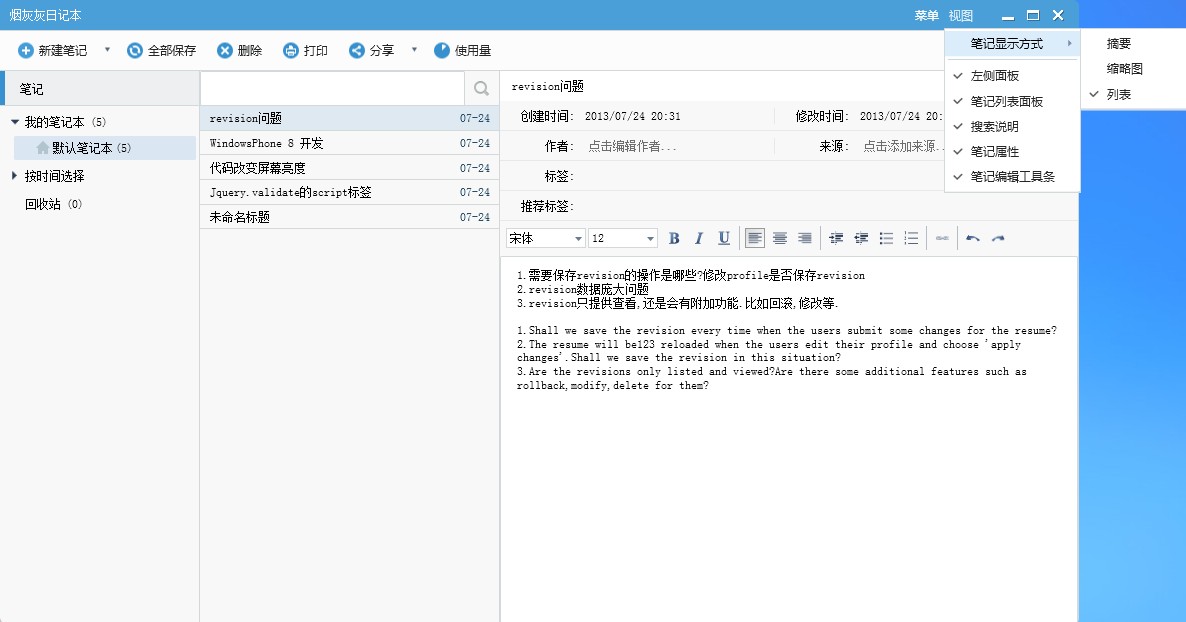 烟灰灰日记本
菜单 视图
新建笔记 全部保存 删除 打印 分享 使用量
笔记显示方式
左侧面板
笔记列表面板
搜索说明
笔记属性
笔记编辑工具条
摘要
缩略图
列表
笔记
我的笔记本 (5)
默认笔记本 (5)
按时间选择
回收站 (0)
revision问题 07-24
WindowsPhone 8 开发 07-24
代码改变屏幕亮度 07-24
Jquery.validate的script标签 07-24
未命名标题 07-24
revision问题
创建时间: 2013/07/24 20:31 修改时间: 2013/07/24 20:
作者: 点击编辑作者... 来源: 点击添加来源..
标签:
推荐标签:
宋体 12 B I U
1.需要保存revision的操作是哪些?修改profile是否保存revision
2.revision数据庞大问题
3.revision只提供查看,还是会有附加功能.比如回滚,修改等.
1.Shall we save the revision every time when the users submit some changes for the resume?
2.The resume will be123 reloaded when the users edit their profile and choose 'apply
changes'.Shall we save the revision in this situation?
3.Are the revisions only listed and viewed?Are there some additional features such as
rollback,modify,delete for them?